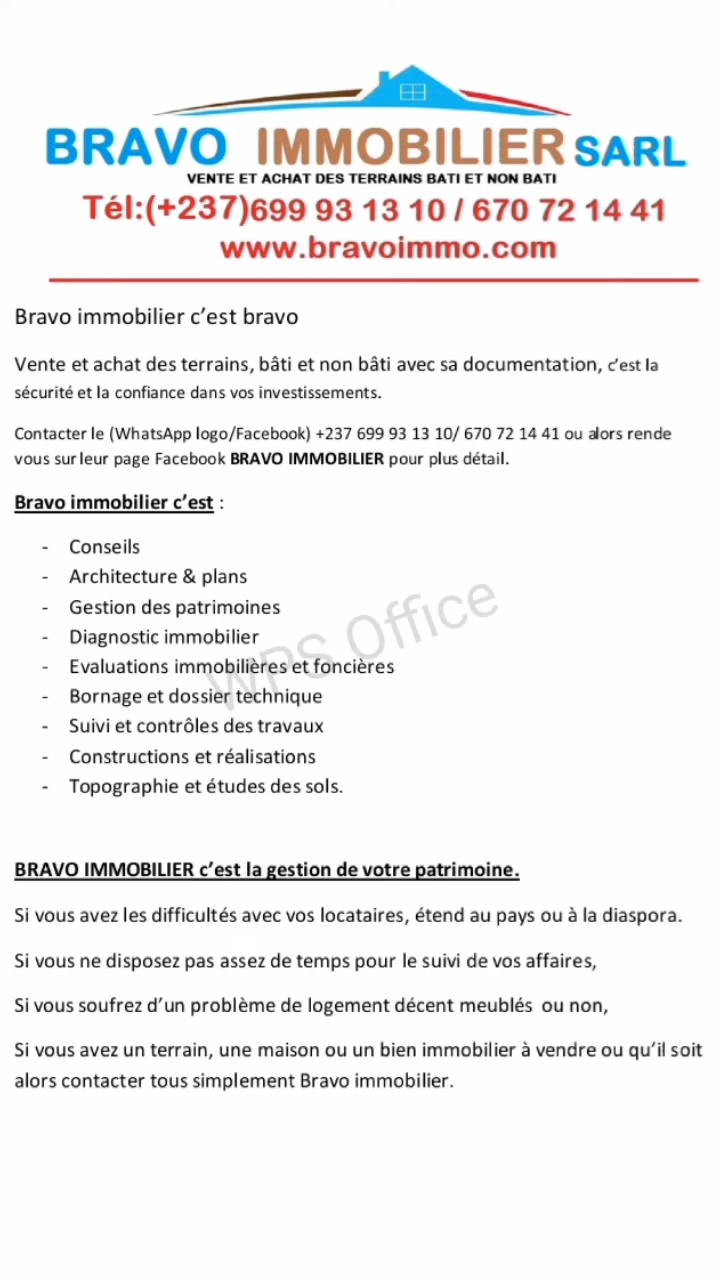 BRAVO IMMOBILIER SARL
VENTE ET ACHAT DES TERRAINS BATI ET NON BATI
Tél:(+237)699 93 13 10 / 670 72 14 41
www.bravoimmo.com
Bravo immobilier c’est bravo
Vente et achat des terrains, bâti et non bâti avec sa documentation, c’est la
sécurité et la confiance dans vos investissements.
Contacter le (WhatsApp logo/Facebook) +237 699 93 13 10/ 670 72 14 41 ou alors rende
vous sur leur page Facebook BRAVO IMMOBILIER pour plus détail.
Bravo immobilier c’est :
- Conseils
- Architecture & plans
- Gestion des patrimoines
- Diagnostic immobilier
- Evaluations immobilières et foncières
- Bornage et dossier technique
- Suivi et contrôles des travaux
- Constructions et réalisations
- Topographie et études des sols.
WPS Office
BRAVO IMMOBILIER c’est la gestion de votre patrimoine.
Si vous avez les difficultés avec vos locataires, étend au pays ou à la diaspora.
Si vous ne disposez pas assez de temps pour le suivi de vos affaires,
Si vous soufrez d’un problème de logement décent meublés ou non,
Si vous avez un terrain, une maison ou un bien immobilier à vendre ou qu’il soit
alors contacter tous simplement Bravo immobilier.